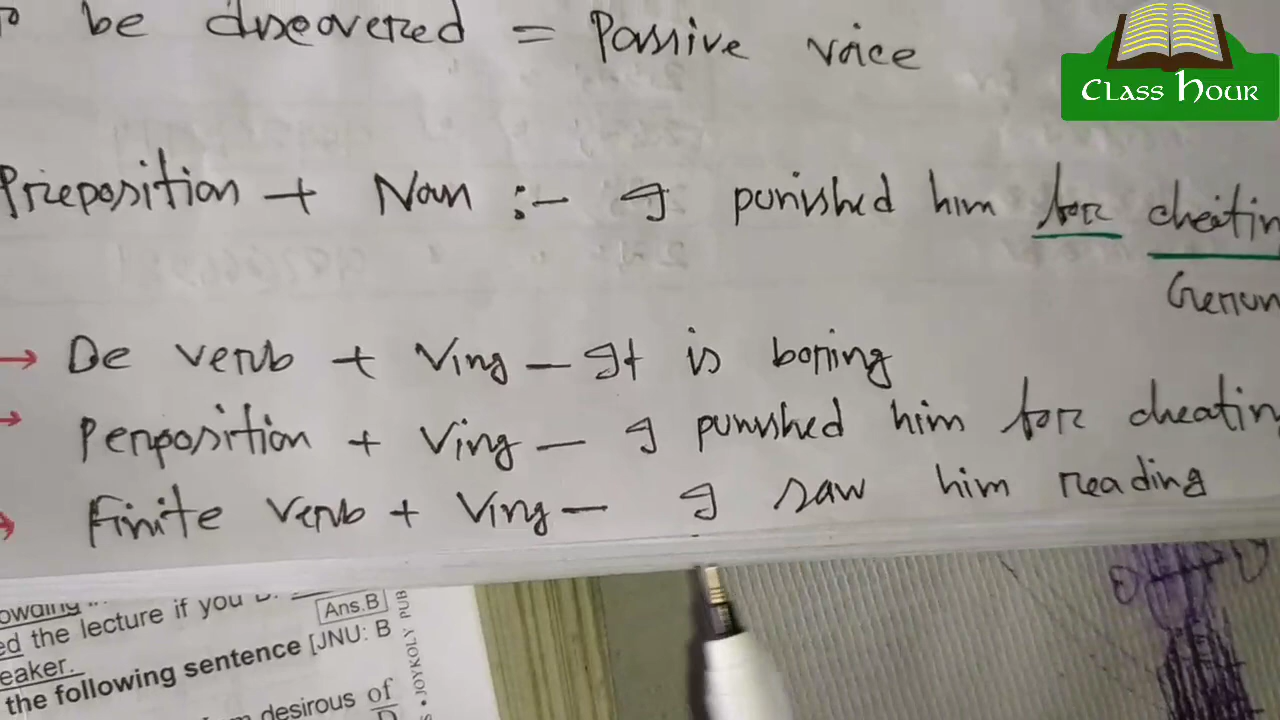 be discovered = Passive voice
CLASS HOUR
Preposition + Noun :- I punished him for cheatin
Gerun
→ Be verb + Ving — It is boring
→ Preposition + Ving — I punished him for cheatin
→ Finite verb + Ving — I saw him reading
ed the lecture if you
Ans.B
eaker.
the following sentence [JNU: B
desirous of
D
JOYKOLY PUB